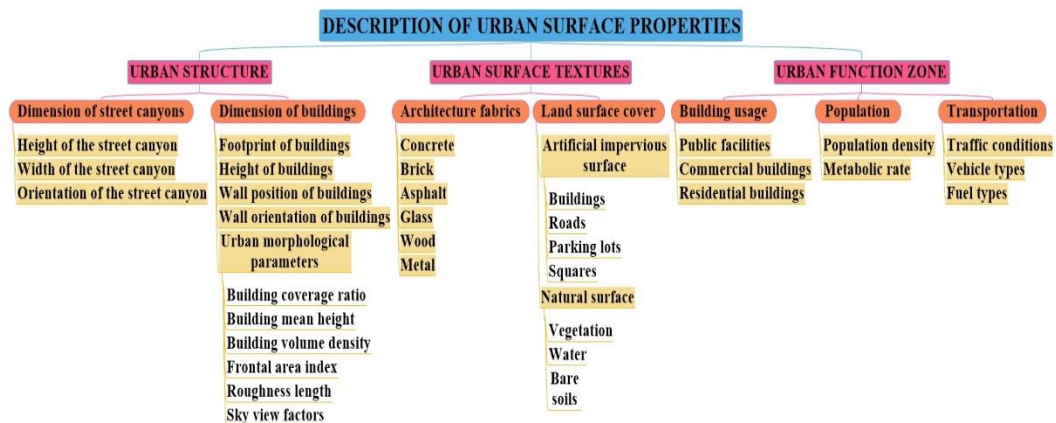 DESCRIPTION OF URBAN SURFACE PROPERTIES
URBAN STRUCTURE
URBAN SURFACE TEXTURES
URBAN FUNCTION ZONE
Dimension of street canyons
Height of the street canyon
Width of the street canyon
Orientation of the street canyon
Dimension of buildings
Footprint of buildings
Height of buildings
Wall position of buildings
Wall orientation of buildings
Urban morphological
parameters
Building coverage ratio
Building mean height
Building volume density
Frontal area index
Roughness length
Sky view factors
Architecture fabrics
Concrete
Brick
Asphalt
Glass
Wood
Metal
Land surface cover
Artificial impervious
surface
Buildings
Roads
Parking lots
Squares
Natural surface
Vegetation
Water
Bare
soils
Building usage
Public facilities
Commercial buildings
Residential buildings
Population
Population density
Metabolic rate
Transportation
Traffic conditions
Vehicle types
Fuel types